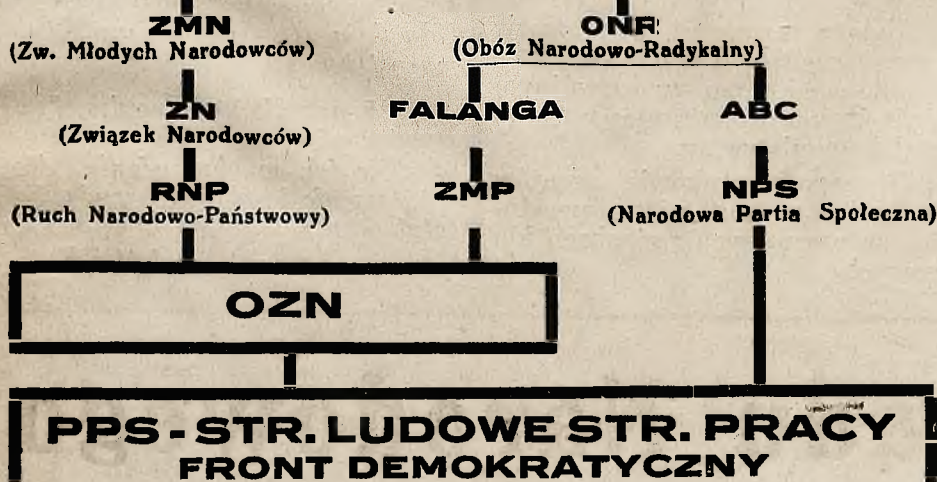 ZMN
(Zw. Młodych Narodowców)
ONR
(Obóz Narodowo-Radykalny)
ZN
(Związek Narodowców)
FALANGA
ABC
RNP
(Ruch Narodowo-Państwowy)
ZMP
NPS
(Narodowa Partia Społeczna)
OZN
PPS - STR. LUDOWE STR. PRACY
FRONT DEMOKRATYCZNY